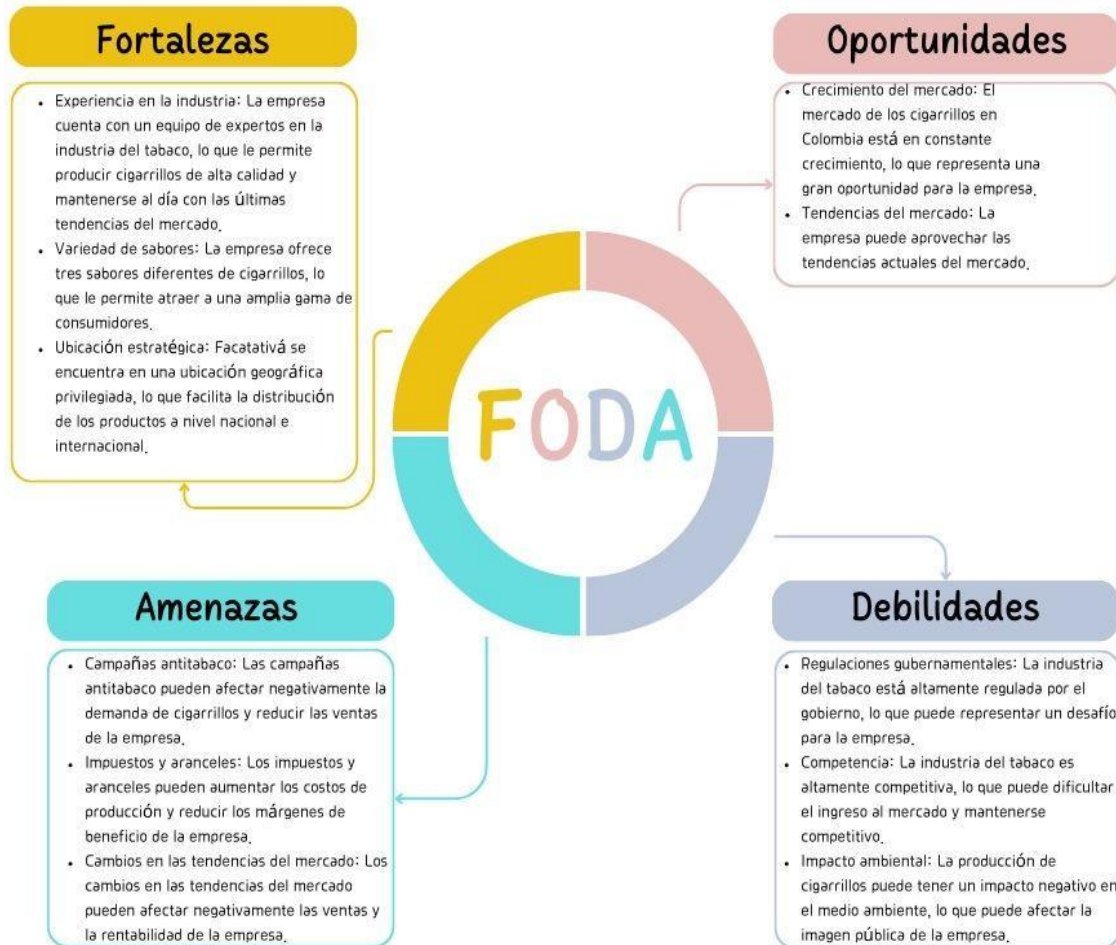 Fortalezas
• Experiencia en la industria: La empresa
cuenta con un equipo de expertos en la
industria del tabaco, lo que le permite
producir cigarrillos de alta calidad y
mantenerse al día con las últimas
tendencias del mercado.
• Variedad de sabores: La empresa ofrece
tres sabores diferentes de cigarrillos, lo
que le permite atraer a una amplia gama de
consumidores.
• Ubicación estratégica: Facatativá se
encuentra en una ubicación geográfica
privilegiada, lo que facilita la distribución
de los productos a nivel nacional e
internacional.
Oportunidades
• Crecimiento del mercado: El
mercado de los cigarrillos en
Colombia está en constante
crecimiento, lo que representa una
gran oportunidad para la empresa.
• Tendencias del mercado: La
empresa puede aprovechar las
tendencias actuales del mercado.
FODA
Amenazas
• Campañas antitabaco: Las campañas
antitabaco pueden afectar negativamente la
demanda de cigarrillos y reducir las ventas
de la empresa.
• Impuestos y aranceles: Los impuestos y
aranceles pueden aumentar los costos de
producción y reducir los márgenes de
beneficio de la empresa.
• Cambios en las tendencias del mercado: Los
cambios en las tendencias del mercado
pueden afectar negativamente las ventas y
la rentabilidad de la empresa.
Debilidades
• Regulaciones gubernamentales: La industria
del tabaco está altamente regulada por el
gobierno, lo que puede representar un desafío
para la empresa.
• Competencia: La industria del tabaco es
altamente competitiva, lo que puede dificultar
el ingreso al mercado y mantenerse
competitivo.
• Impacto ambiental: La producción de
cigarrillos puede tener un impacto negativo en
el medio ambiente, lo que puede afectar la
imagen pública de la empresa.